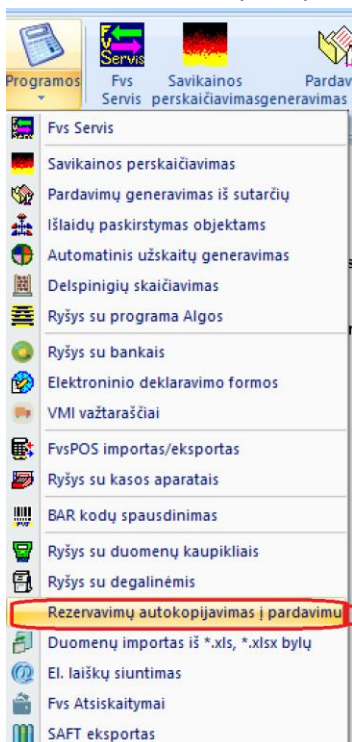 Servis
Programos
Fvs Savikainos Pardav
Servis perskaičiavimas generavimas
Fvs Servis
Savikainos perskaičiavimas
Pardavimų generavimas iš sutarčių
Išlaidų paskirstymas objektams
Automatinis užskaitų generavimas
Delspinigių skaičiavimas
Ryšys su programa Algos
Ryšys su bankais
Elektroninio deklaravimo formos
VMI važtaraščiai
FvsPOS importas/eksportas
Ryšys su kasos aparatais
BAR kodų spausdinimas
Ryšys su duomenų kaupikliais
Ryšys su degalinėmis
Rezervavimų autokopijavimas į pardavimu
Duomenų importas iš *.xls, *.xlsx bylų
El. laiškų siuntimas
Fvs Atsiskaitymai
SAFT eksportas